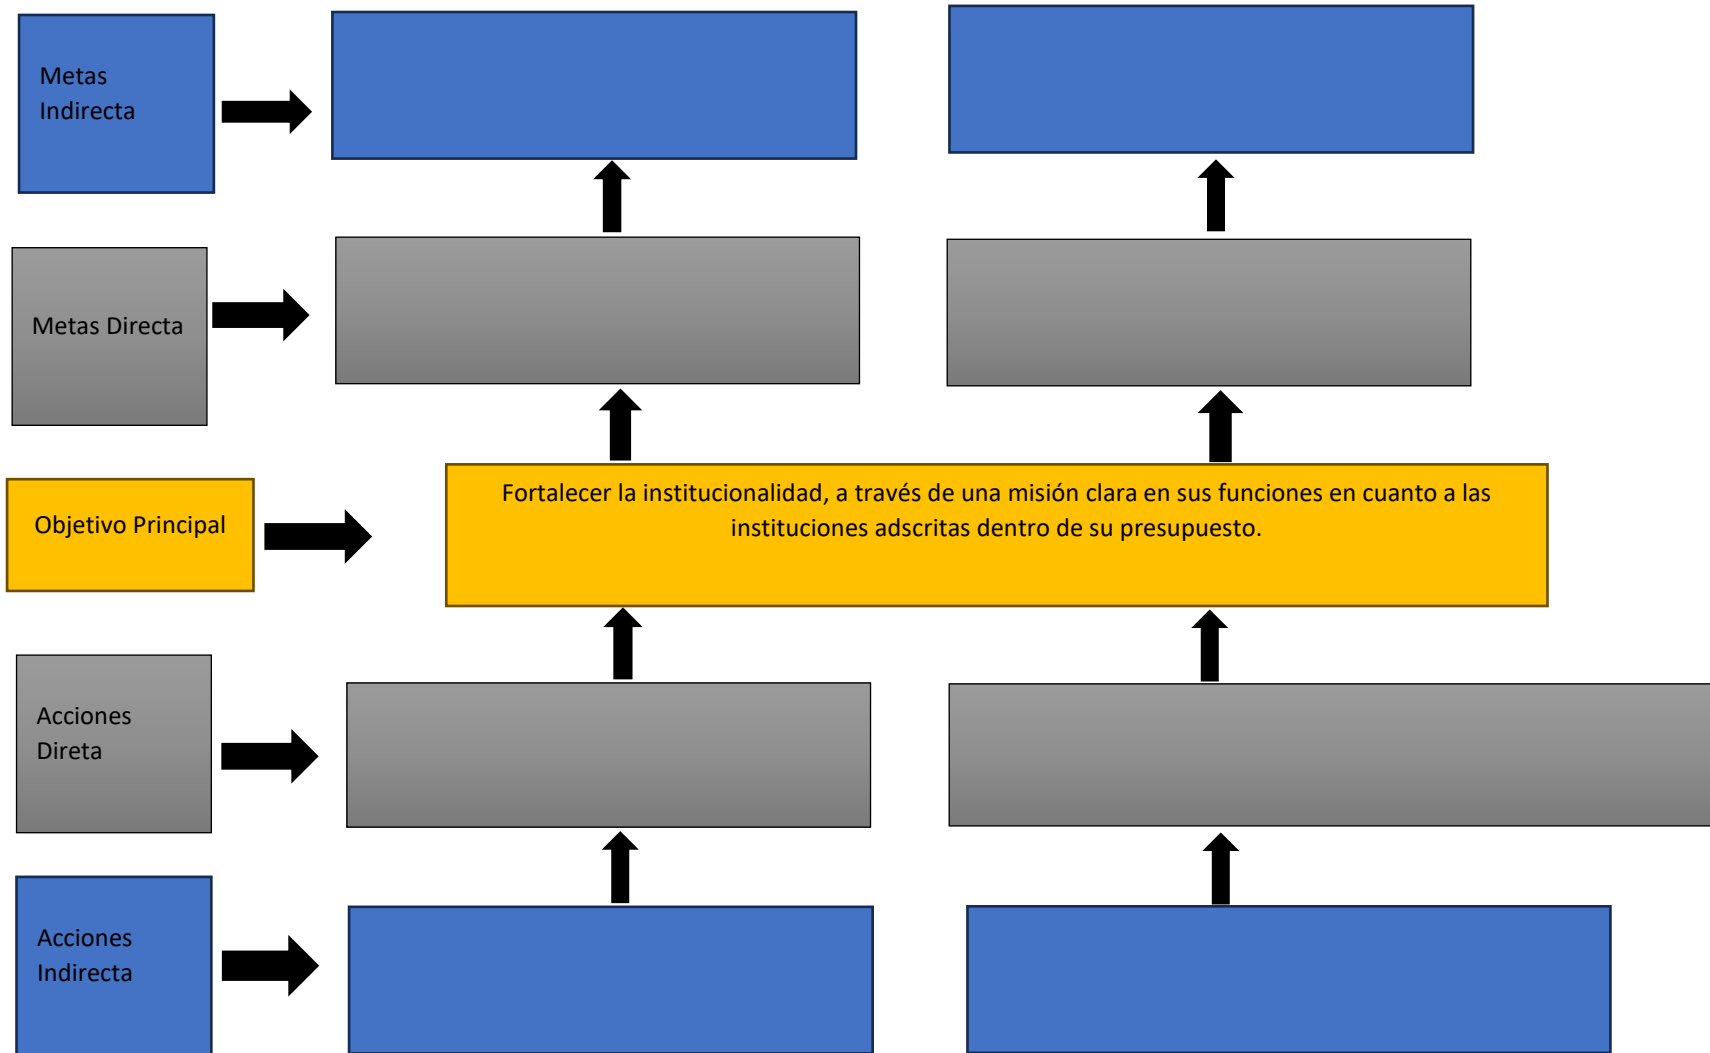 Metas
Indirecta
Metas Directa
Objetivo Principal
Fortalecer la institucionalidad, a través de una misión clara en sus funciones en cuanto a las
instituciones adscritas dentro de su presupuesto.
Acciones
Direta
Acciones
Indirecta